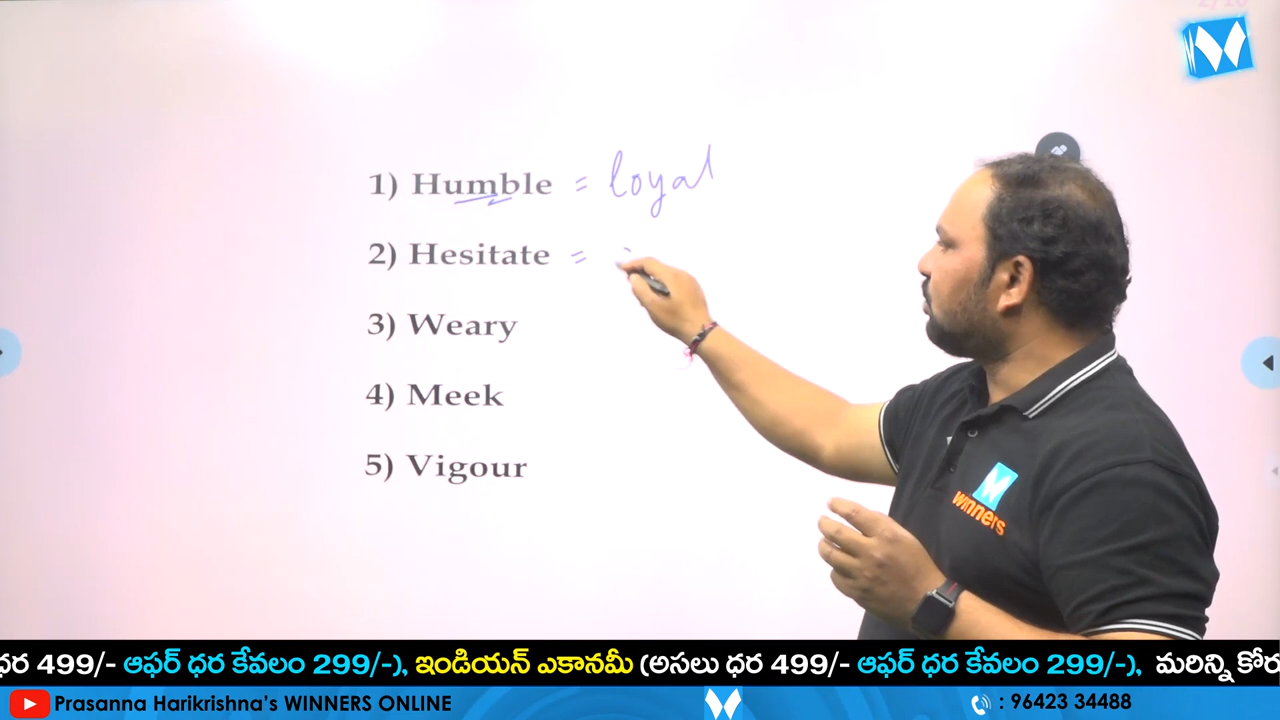 1) Humble = loyal
2) Hesitate =
3) Weary
4) Meek
5) Vigour
winners
ధర 499/- ఆఫర్ ధర కేవలం 299/-), ఇండియన్ ఎకానమీ (అసలు ధర 499/- ఆఫర్ ధర కేవలం 299/-), మరిన్ని కోర
Prasanna Harikrishna's WINNERS ONLINE : 96423 34488